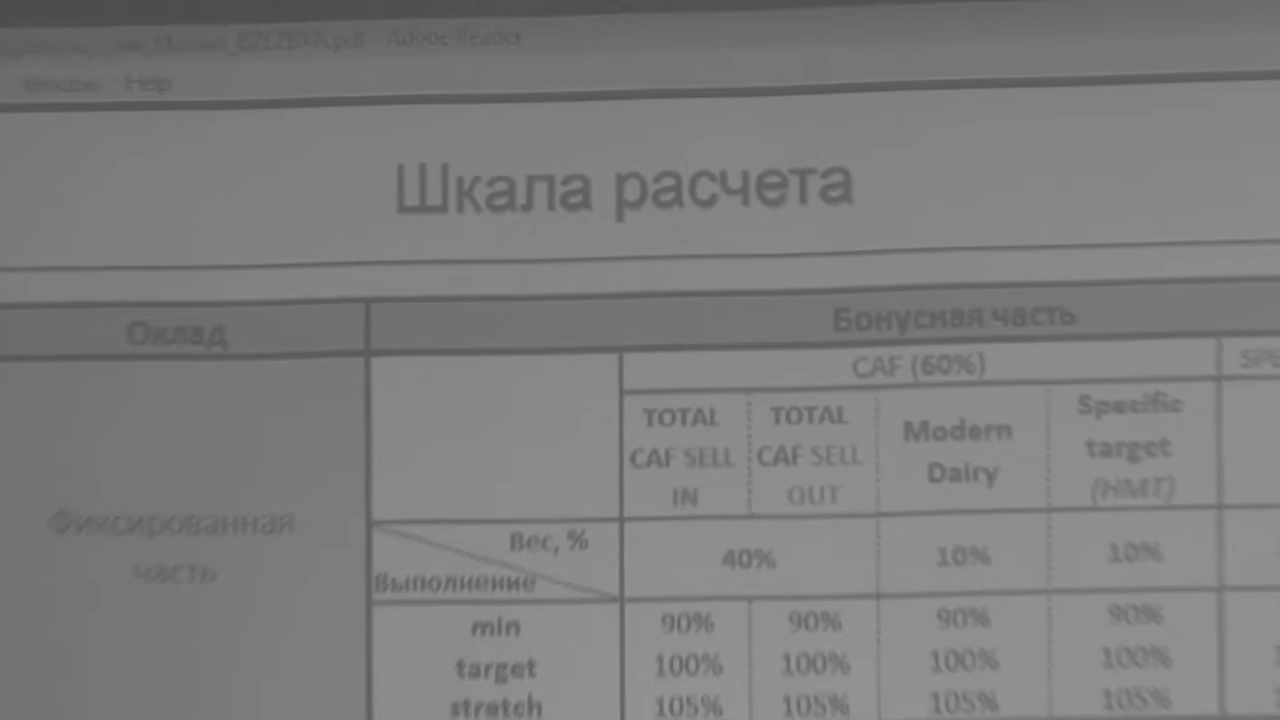 Adobe Reader
Window Help
Шкала расчета
Оклад
Бонусная часть
CAF (60%)
TOTAL CAF SELL IN
TOTAL CAF SELL OUT
Modern Dairy
Specific target (HMT)
Фиксированная
часть
Вес, %
Выполнение
40% 10% 10%
min 90% 90% 90% 90%
target 100% 100% 100% 100%
stretch 105% 105% 105% 105%